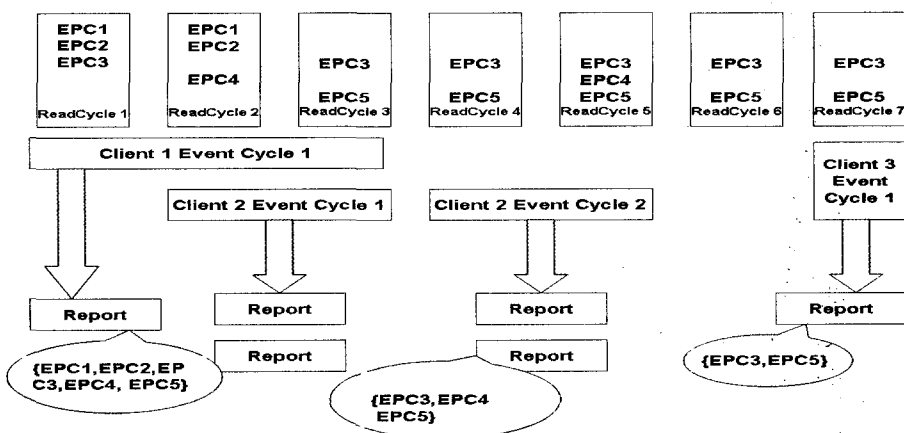 EPC1
EPC2
EPC3
ReadCycle 1
EPC1
EPC2
EPC4
ReadCycle 2
EPC3
EPC5
ReadCycle 3
EPC3
EPC5
ReadCycle 4
EPC3
EPC4
EPC5
ReadCycle 5
EPC3
EPC5
ReadCycle 6
EPC3
EPC5
ReadCycle 7
Client 1 Event Cycle 1
Client 2 Event Cycle 1
Client 2 Event Cycle 2
Client 3
Event
Cycle 1
Report
Report
Report
Report
Report
Report
{EPC1,EPC2,EP
C3,EPC4, EPC5}
{EPC3,EPC4
EPC5}
{EPC3,EPC5}